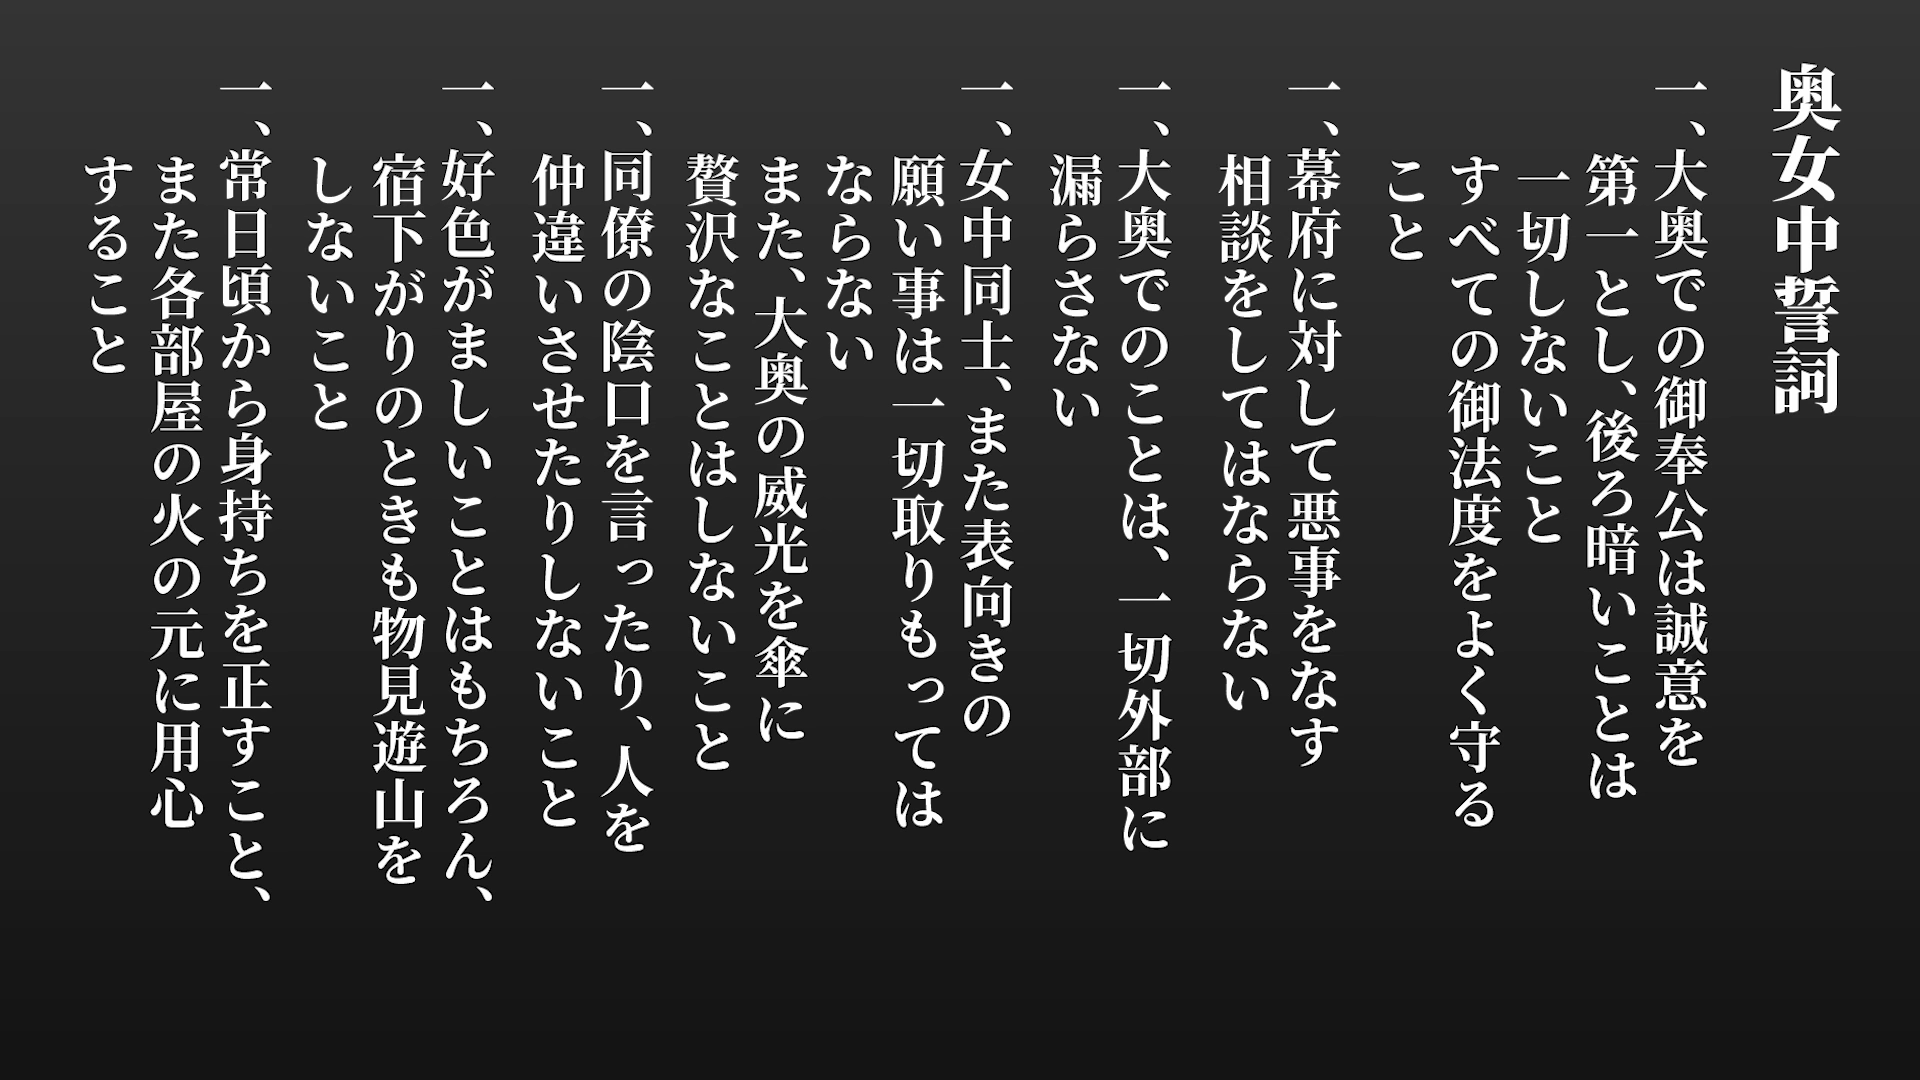 奥女中誓詞
一、大奥での御奉公は誠意を
第一とし、後ろ暗いことは
一切しないこと
すべての御法度をよく守る
こと
一、幕府に対して悪事をなす
相談をしてはならない
一、大奥でのことは、一切外部に
漏らさない
一、女中同士、また表向きの
願い事は一切取りもっては
ならない
また、大奥の威光を傘に
贅沢なことはしないこと
一、同僚の陰口を言ったり、人を
仲違いさせたりしないこと
一、好色がましいことはもちろん、
宿下がりのときも物見遊山を
しないこと
一、常日頃から身持ちを正すこと、
また各部屋の火の元に用心
すること